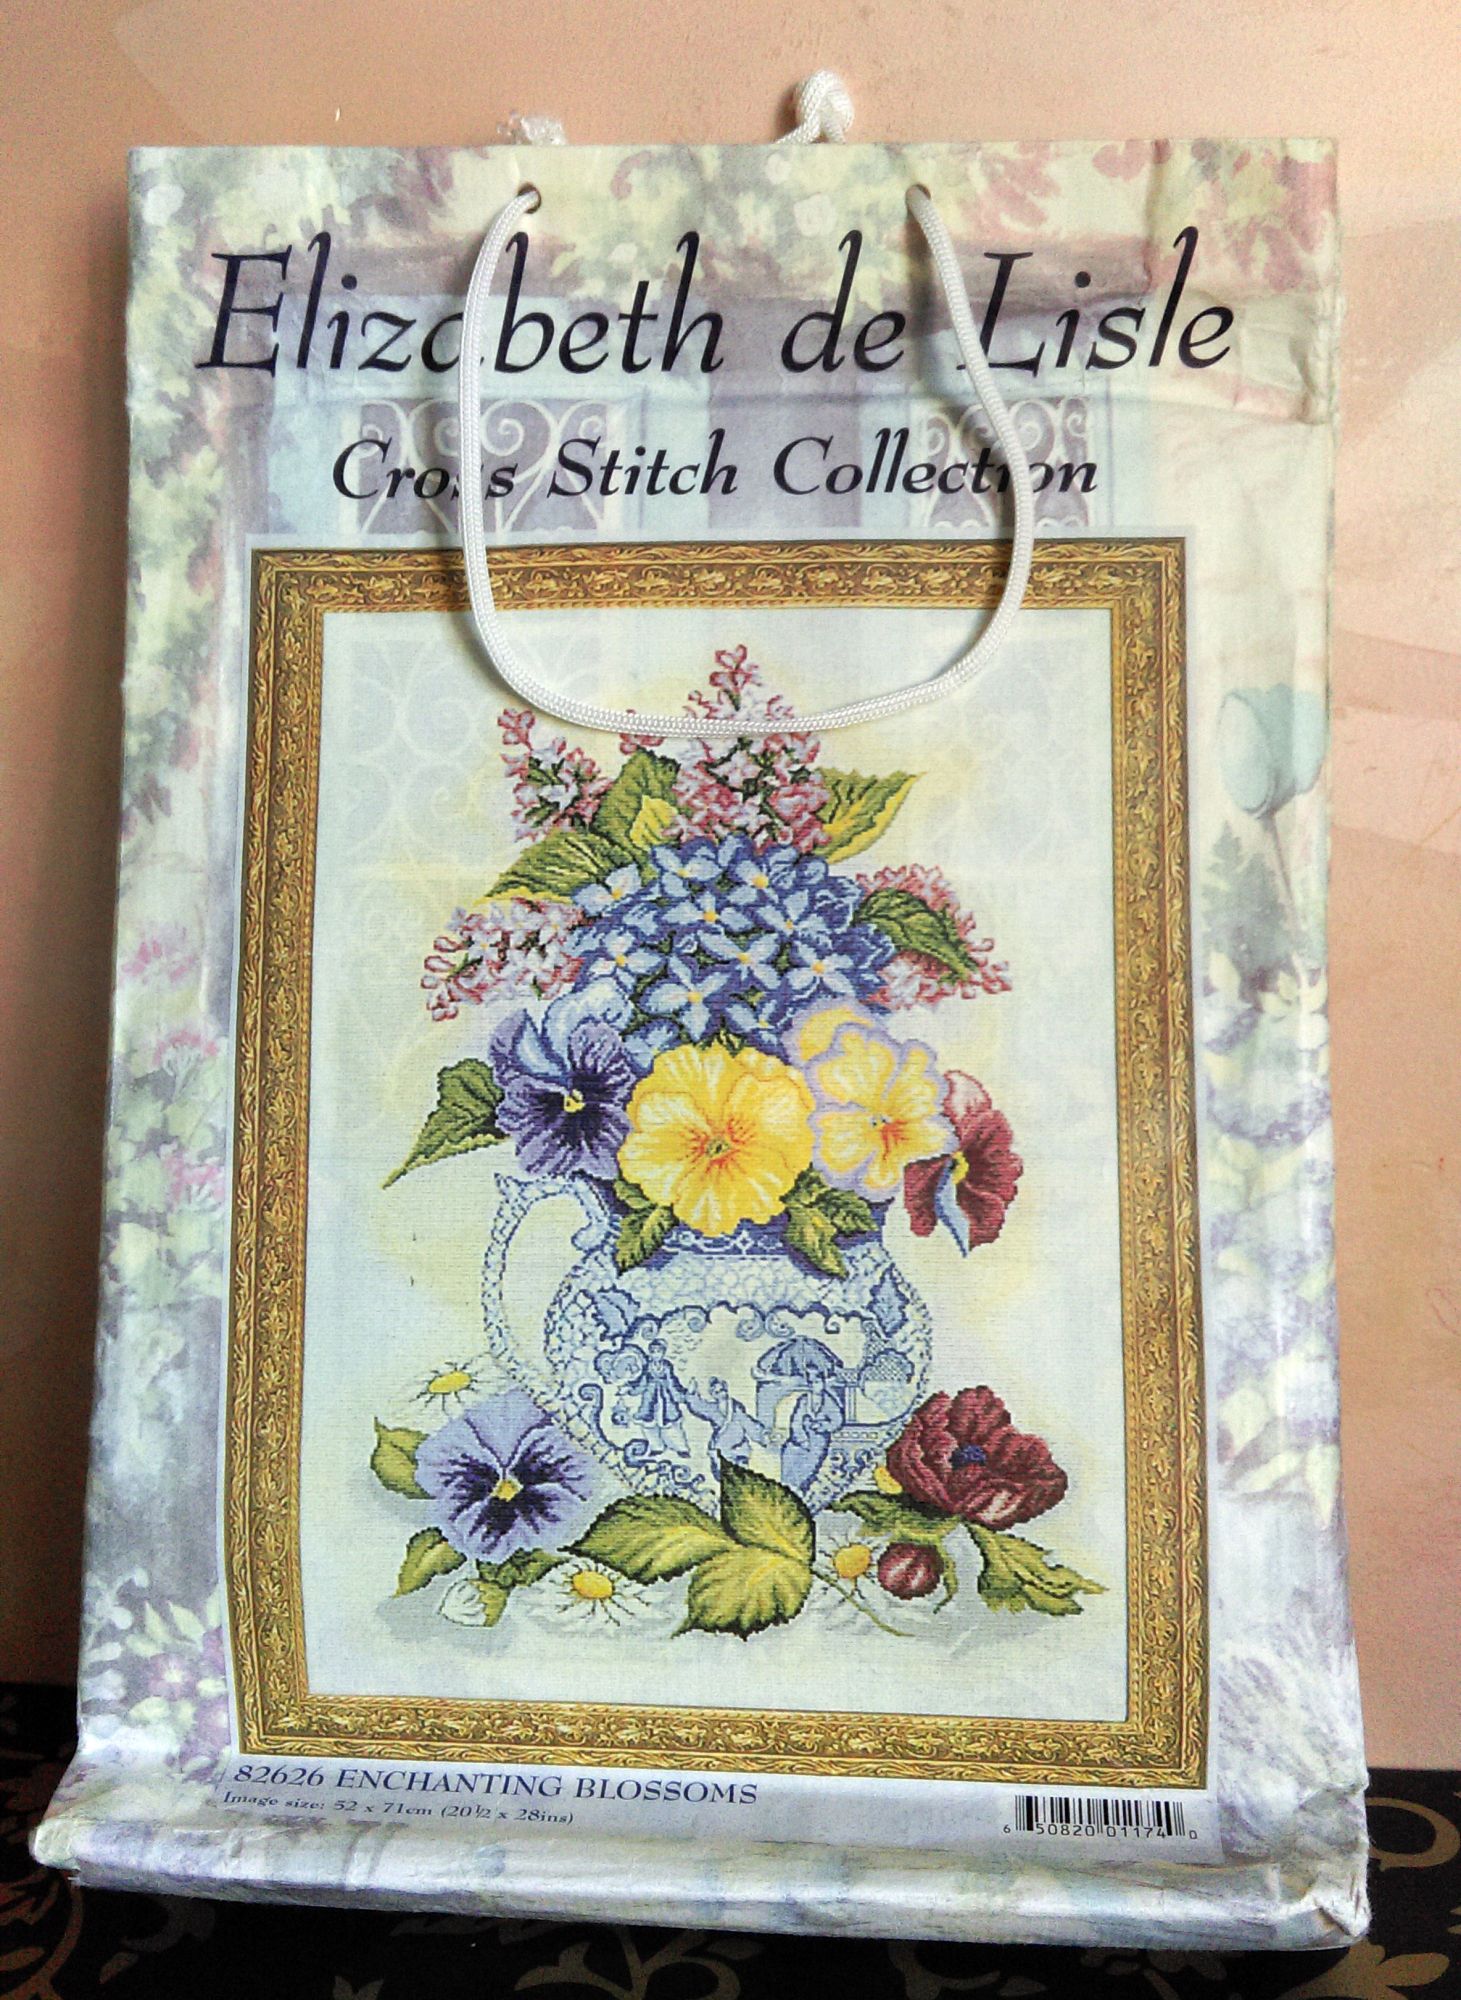 Elizabeth de Lisle
Cross Stitch Collection
82626 ENCHANTING BLOSSOMS
Image size: 52 x 71cm (20½ x 28ins)
6 50820 01174 0